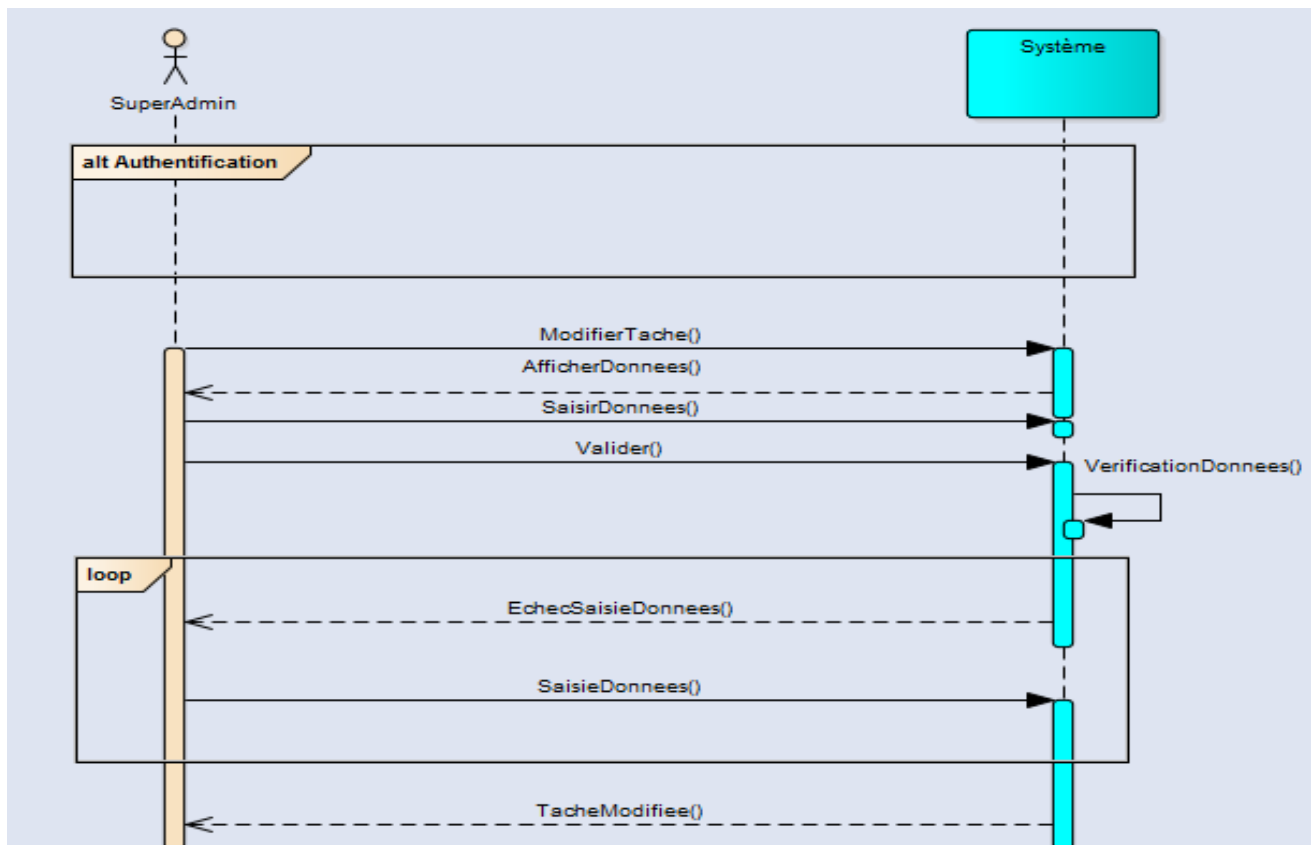 SuperAdmin
Système
alt Authentification
ModifierTache()
AfficherDonnees()
SaisirDonnees()
Valider()
VerificationDonnees()
loop
EchecSaisieDonnees()
SaisieDonnees()
TacheModifiee()